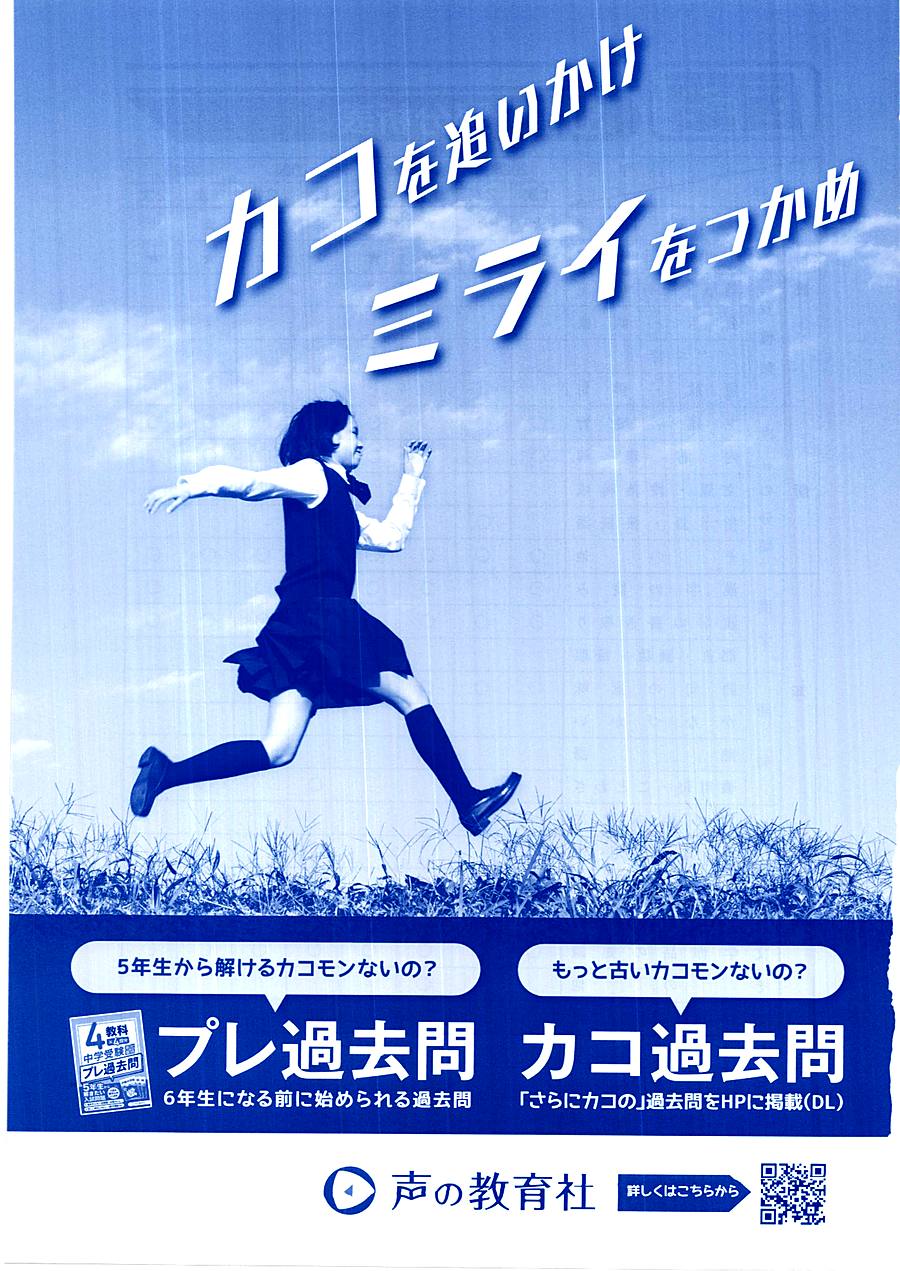 カコを追いかけ
ミライをつかめ
5年生から解けるカコモンないの?
プレ過去問
6年生になる前に始められる過去問
4教科
中学受験
プレ過去問
5年生
もっと古いカコモンないの?
カコ過去問
「さらにカコの」過去問をHPに掲載(DL)
声の教育社
詳しくはこちらから